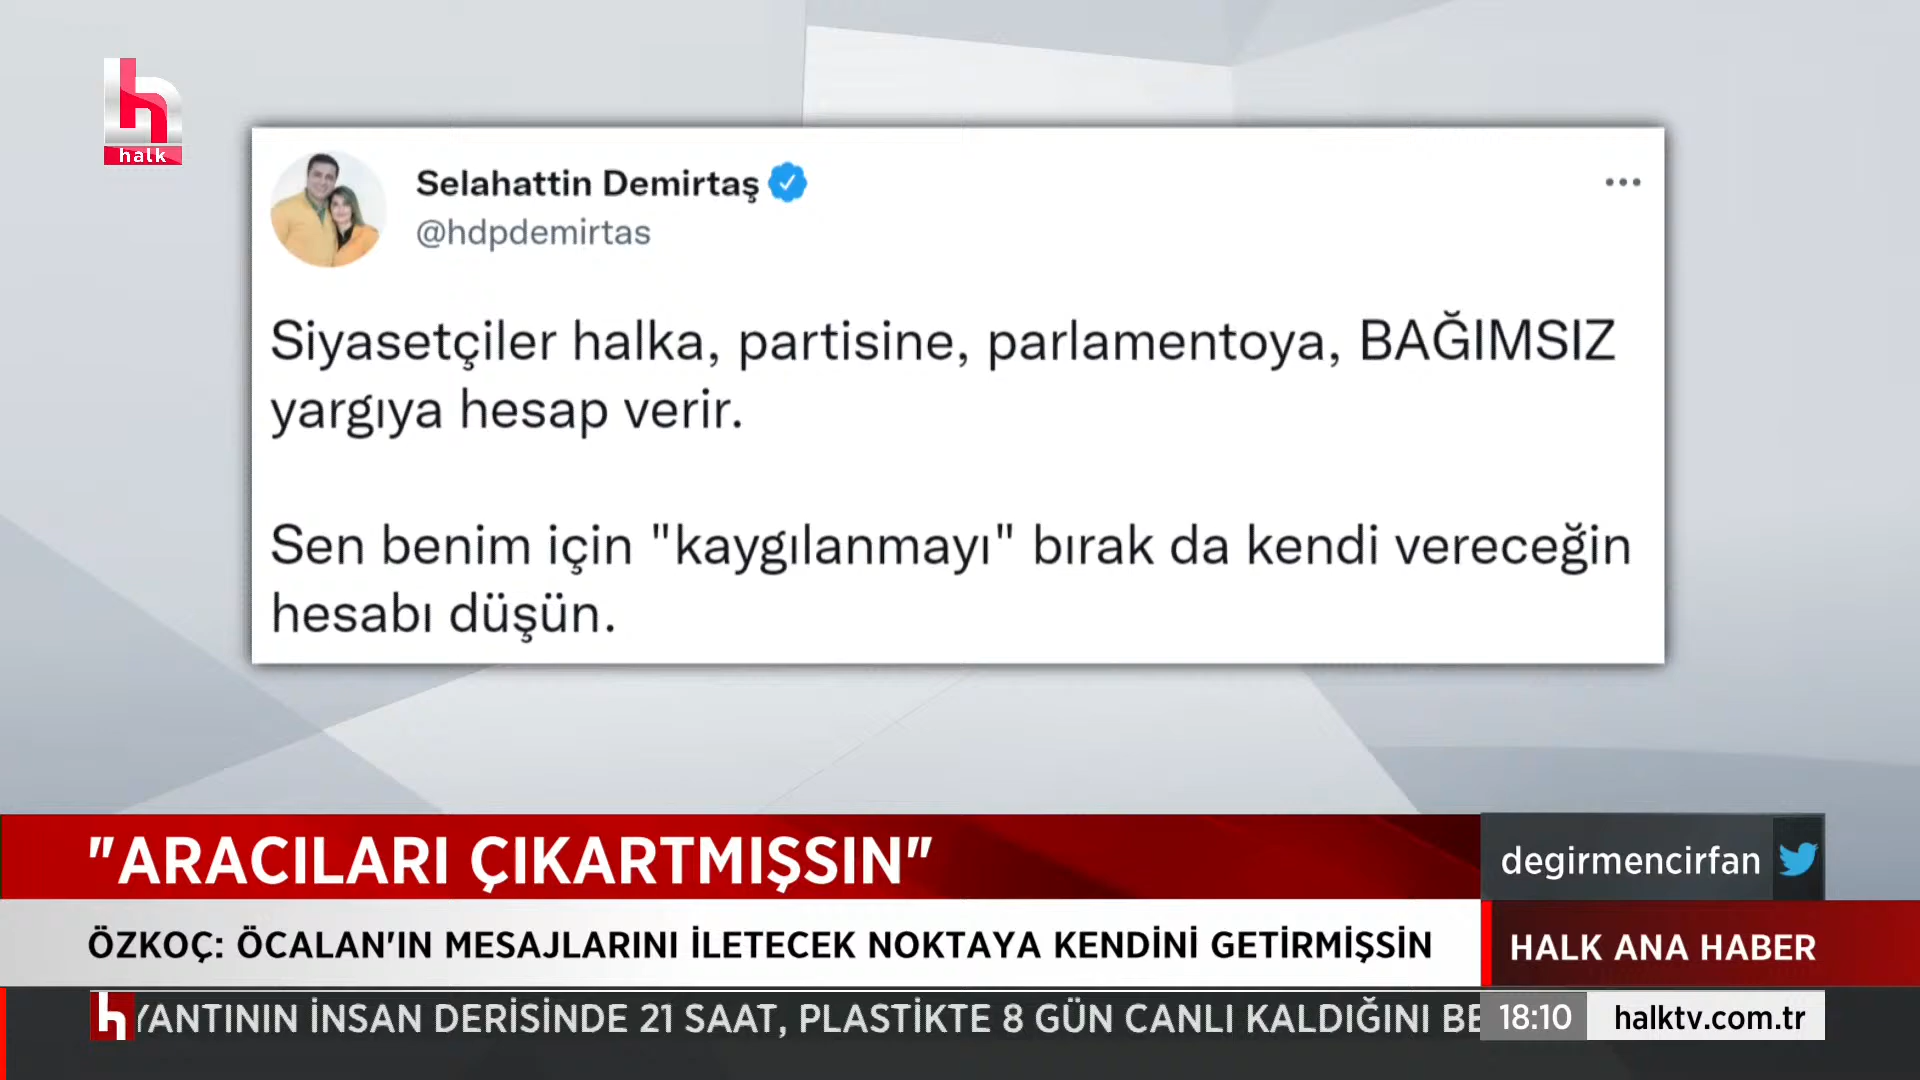 h
halk
Selahattin Demirtaş
@hdpdemirtas
Siyasetçiler halka, partisine, parlamentoya, BAĞIMSIZ
yargıya hesap verir.
Sen benim için "kaygılanmayı" bırak da kendi vereceğin
hesabı düşün.
"ARACILARI ÇIKARTMIŞSIN"
degirmencirfan
ÖZKOÇ: ÖCALAN'IN MESAJLARINI İLETECEK NOKTAYA KENDİNİ GETİRMİŞSİN
HALK ANA HABER
h YANTININ İNSAN DERİSİNDE 21 SAAT, PLASTİKTE 8 GÜN CANLI KALDIĞINI BE
18:10
halktv.com.tr